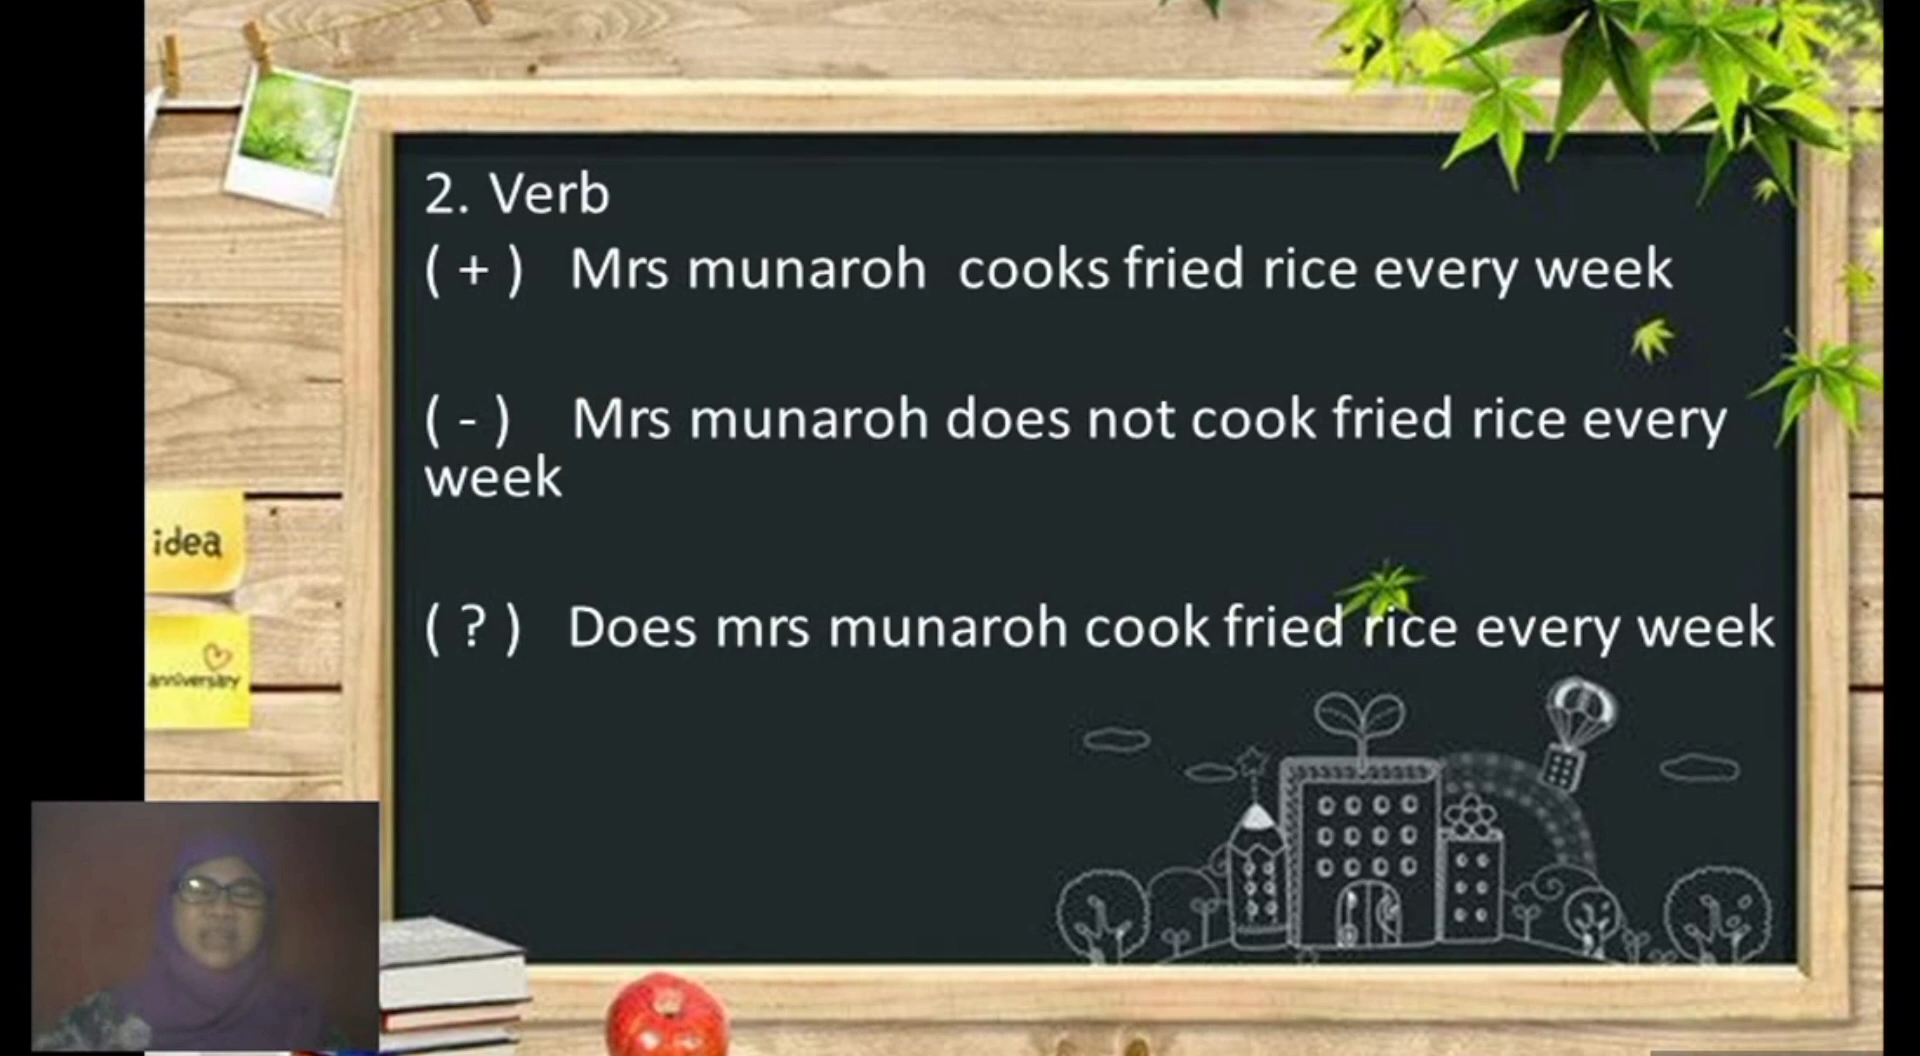 2. Verb
( + ) Mrs munaroh cooks fried rice every week
( - ) Mrs munaroh does not cook fried rice every
week
( ? ) Does mrs munaroh cook fried rice every week
idea
anniversary